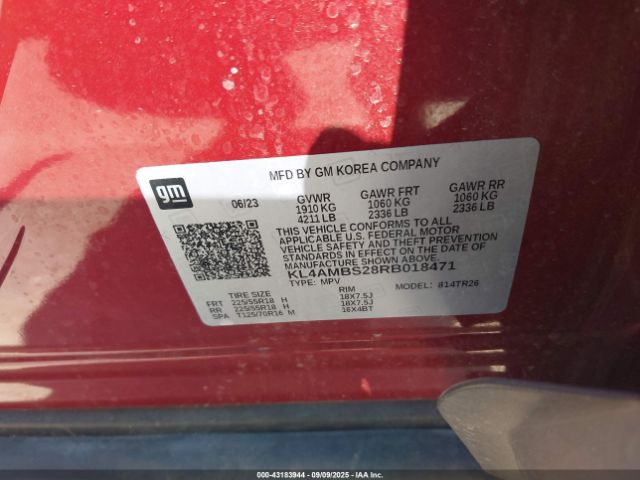 MFD BY GM KOREA COMPANY
gm
06/23 GVWR GAWR FRT GAWR RR
1910 KG 1060 KG 1060 KG
4211 LB 2336 LB 2336 LB
THIS VEHICLE CONFORMS TO ALL
APPLICABLE U.S. FEDERAL MOTOR
VEHICLE SAFETY AND THEFT PREVENTION
STANDARDS IN EFFECT ON THE DATE OF
MANUFACTURE SHOWN ABOVE.
KL4AMBS28RB018471
TYPE: MPV MODEL: 814TR26
TIRE SIZE RIM
FRT 225/55R18 H 18X7.5J
RR 225/55R18 H 18X7.5J
SPA T125/70R16 M 16X4BT
000-43183944 - 09/09/2025 - IAA Inc.